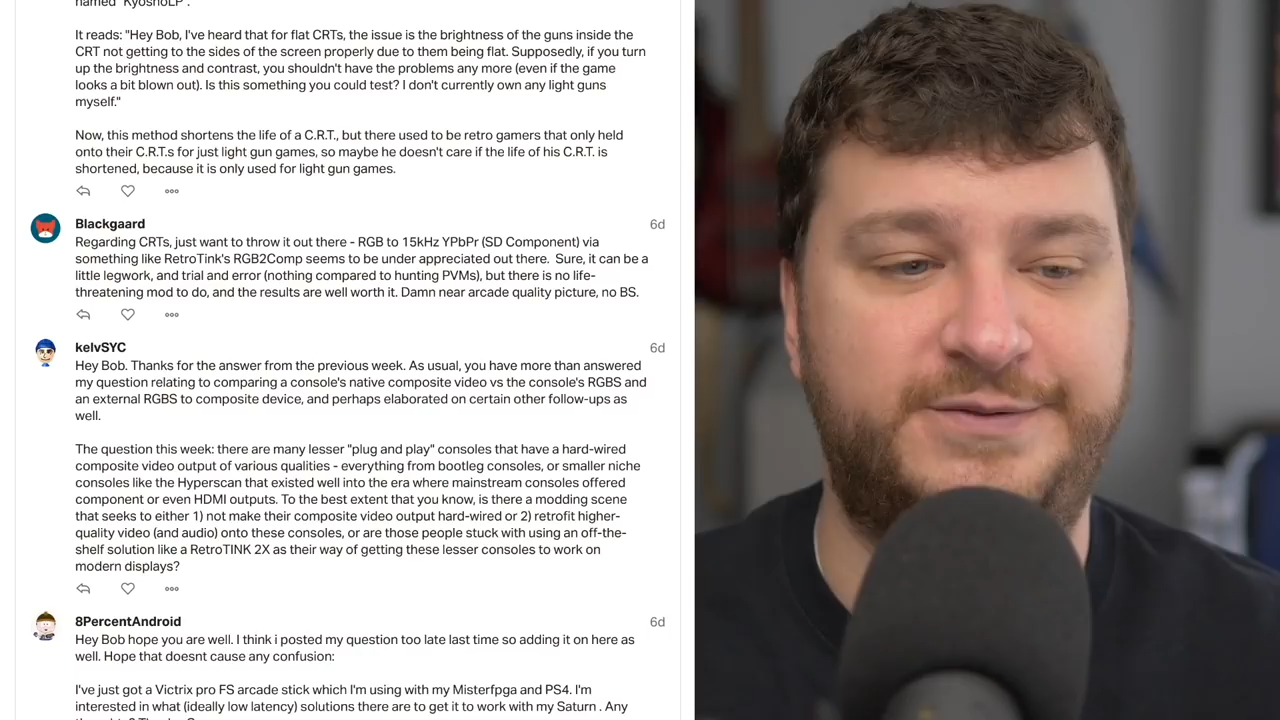 named "KyoshoLP".
It reads: "Hey Bob, I've heard that for flat CRTs, the issue is the brightness of the guns inside the
CRT not getting to the sides of the screen properly due to them being flat. Supposedly, if you turn
up the brightness and contrast, you shouldn't have the problems any more (even if the game
looks a bit blown out). Is this something you could test? I don't currently own any light guns
myself."
Now, this method shortens the life of a C.R.T., but there used to be retro gamers that only held
onto their C.R.T.s for just light gun games, so maybe he doesn't care if the life of his C.R.T. is
shortened, because it is only used for light gun games.
Blackgaard 6d
Regarding CRTs, just want to throw it out there - RGB to 15kHz YPbPr (SD Component) via
something like RetroTink's RGB2Comp seems to be under appreciated out there. Sure, it can be a
little legwork, and trial and error (nothing compared to hunting PVMs), but there is no life-
threatening mod to do, and the results are well worth it. Damn near arcade quality picture, no BS.
kelvSYC 6d
Hey Bob. Thanks for the answer from the previous week. As usual, you have more than answered
my question relating to comparing a console's native composite video vs the console's RGBS and
an external RGBS to composite device, and perhaps elaborated on certain other follow-ups as
well.
The question this week: there are many lesser "plug and play" consoles that have a hard-wired
composite video output of various qualities - everything from bootleg consoles, or smaller niche
consoles like the Hyperscan that existed well into the era where mainstream consoles offered
component or even HDMI outputs. To the best extent that you know, is there a modding scene
that seeks to either 1) not make their composite video output hard-wired or 2) retrofit higher-
quality video (and audio) onto these consoles, or are those people stuck with using an off-the-
shelf solution like a RetroTINK 2X as their way of getting these lesser consoles to work on
modern displays?
8PercentAndroid 6d
Hey Bob hope you are well. I think i posted my question too late last time so adding it on here as
well. Hope that doesnt cause any confusion:
I've just got a Victrix pro FS arcade stick which I'm using with my Misterfpga and PS4. I'm
interested in what (ideally low latency) solutions there are to get it to work with my Saturn . Any